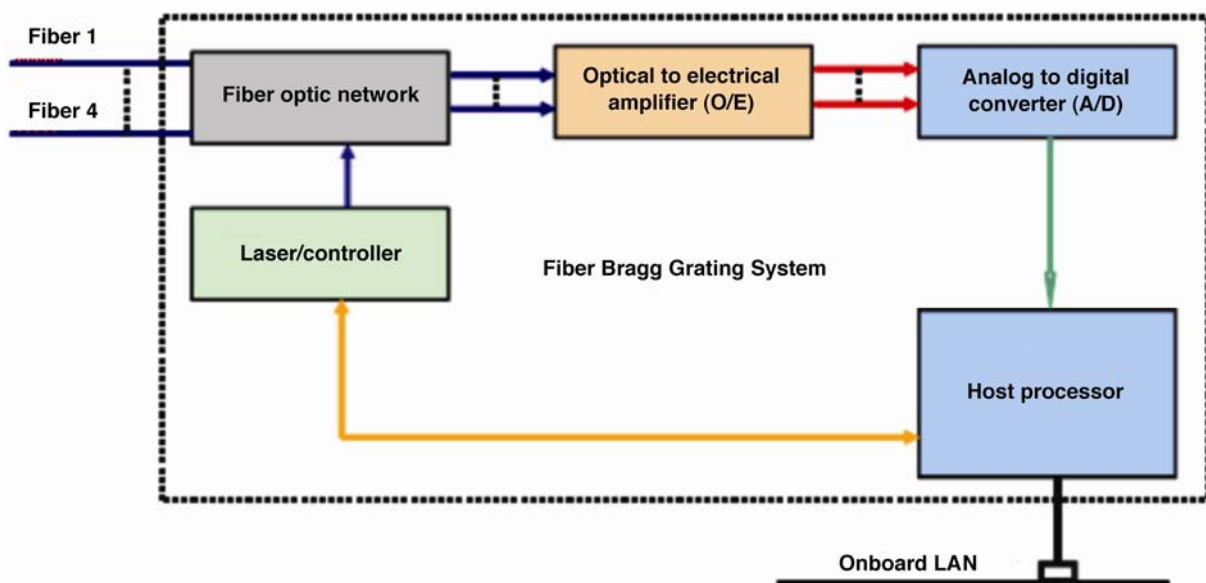 Fiber 1
Fiber 4
Fiber optic network
Optical to electrical
amplifier (O/E)
Analog to digital
converter (A/D)
Laser/controller
Fiber Bragg Grating System
Host processor
Onboard LAN